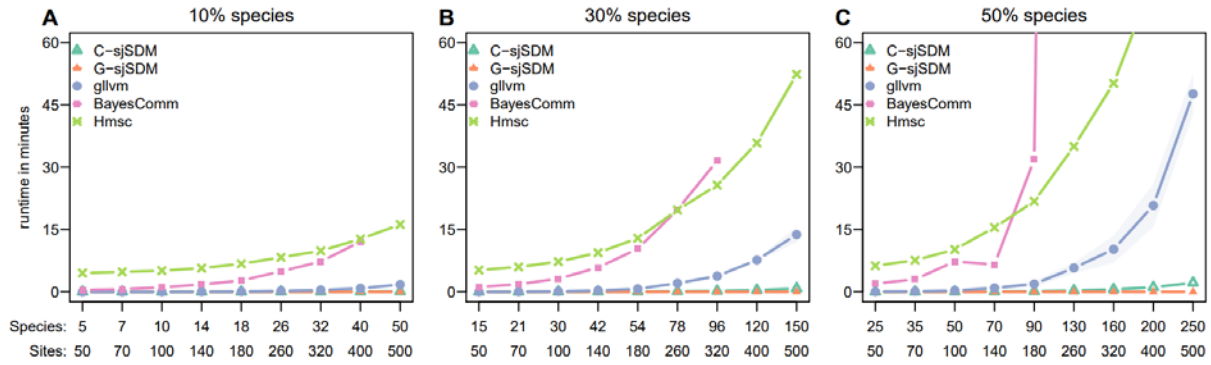 A 10% species
60
45
30
15
0
runtime in minutes
C-sjSDM
G-sjSDM
gllvm
BayesComm
Hmsc
Species: 5 7 10 14 18 26 32 40 50
Sites: 50 70 100 140 180 260 320 400 500
B 30% species
60
45
30
15
0
C-sjSDM
G-sjSDM
gllvm
BayesComm
Hmsc
15 21 30 42 54 78 96 120 150
50 70 100 140 180 260 320 400 500
C 50% species
60
45
30
15
0
C-sjSDM
G-sjSDM
gllvm
BayesComm
Hmsc
25 35 50 70 90 130 160 200 250
50 70 100 140 180 260 320 400 500